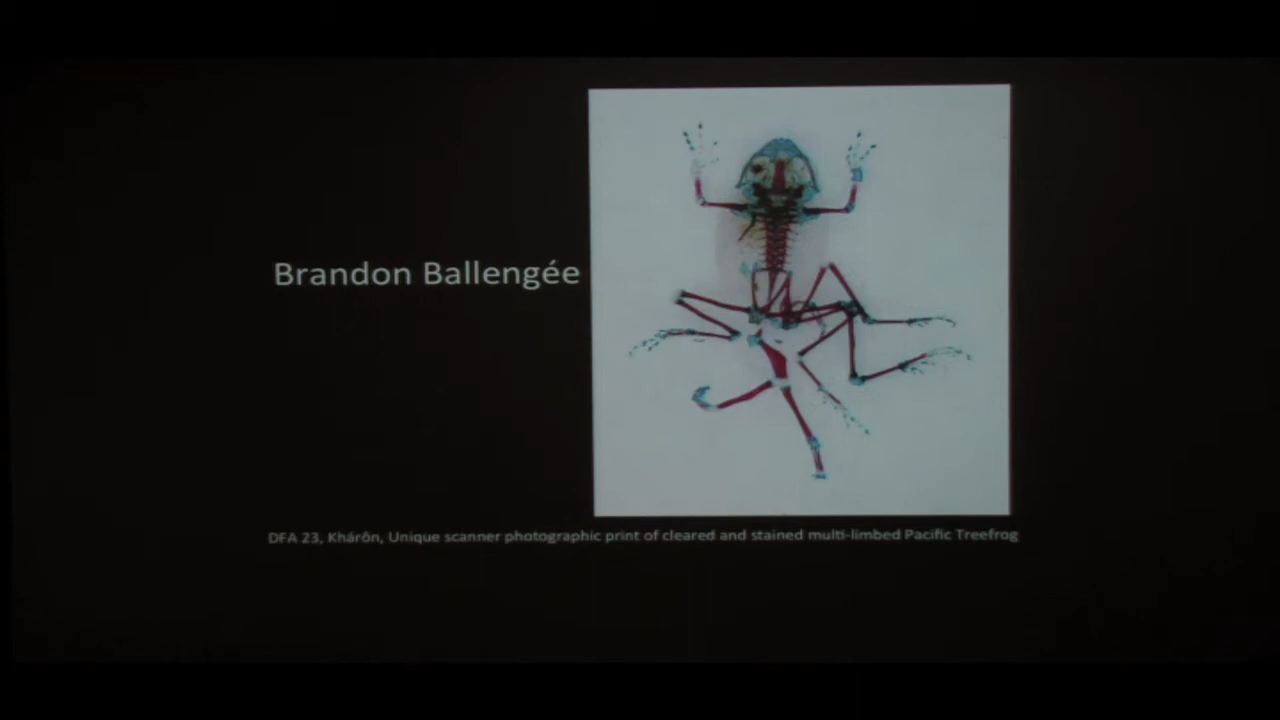 Brandon Ballengée
DFA 23, Khárôn, Unique scanner photographic print of cleared and stained multi-limbed Pacific Treefrog